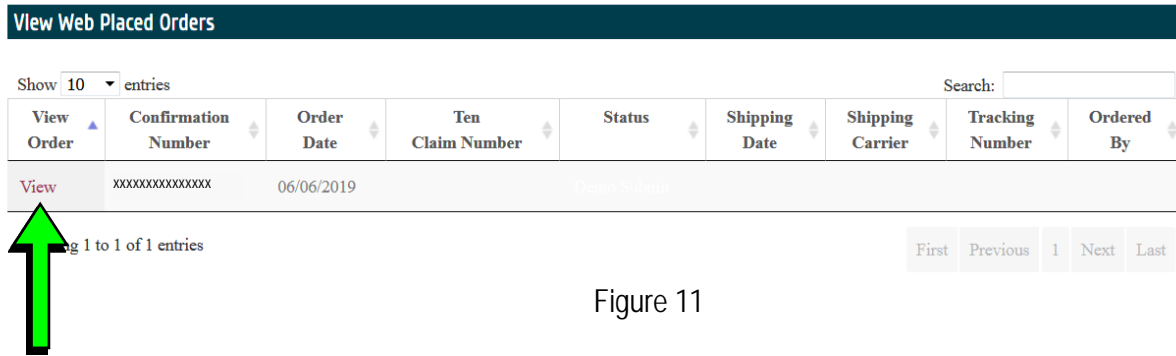 View Web Placed Orders
Show 10 entries Search:
View Order Confirmation Number Order Date Ten Claim Number Status Shipping Date Shipping Carrier Tracking Number Ordered By
View XXXXXXXXXXXXXXX 06/06/2019 Demo Submit
1 to 1 of 1 entries First Previous 1 Next Last
Figure 11